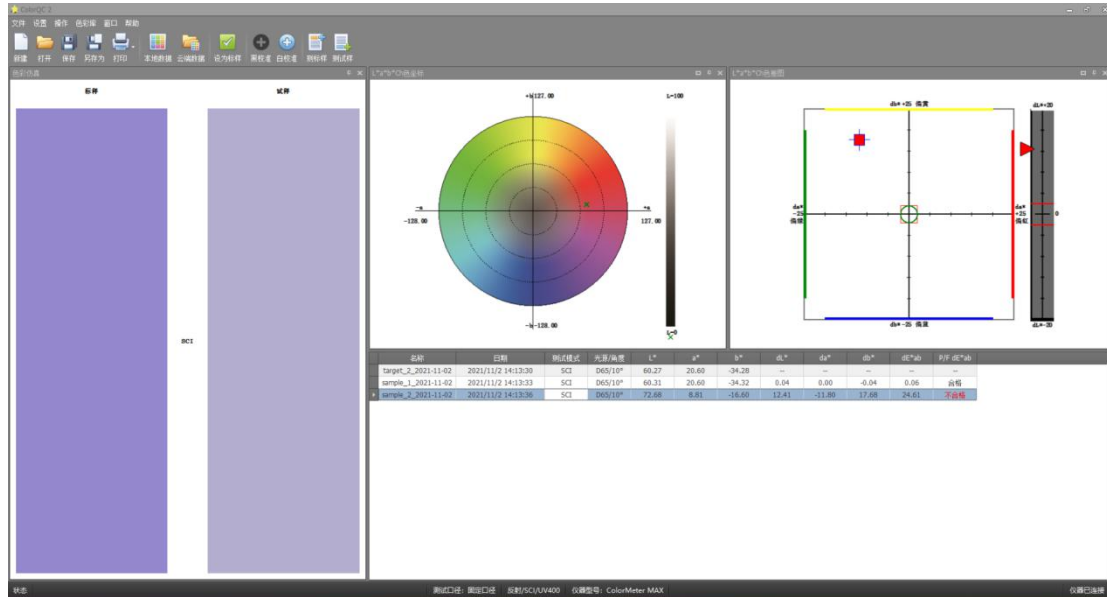 ColorQC 2
文件 设置 操作 色彩库 窗口 帮助
新建 打开 保存 另存为 打印 本地数据 云端数据 设为标样 黑校准 白校准 测标样 测试样
色彩仿真
标样 试样
SCI
L*a*b*C\色坐标
+b|127.00
-a
-128.00
+a
127.00
-b|-128.00
L=100
L=0
L*a*b*C\色差图
db* +25 偏黄
da*
-25
偏绿
da*
+25
偏红
db* -25 偏蓝
dL*+20
0
dL*-20
名称 日期 测试模式 光源/角度 L* a* b* dL* da* db* dE*ab P/F dE*ab
target_2_2021-11-02 2021/11/2 14:13:30 SCI D65/10° 60.27 20.60 -34.28 -- -- -- -- --
sample_1_2021-11-02 2021/11/2 14:13:33 SCI D65/10° 60.31 20.60 -34.32 0.04 0.00 -0.04 0.06 合格
sample_2_2021-11-02 2021/11/2 14:13:36 SCI D65/10° 72.68 8.81 -16.60 12.41 -11.80 17.68 24.61 不合格
状态 测试口径: 固定口径 反射/SCI/UV400 仪器型号: ColorMeter MAX 仪器已连接